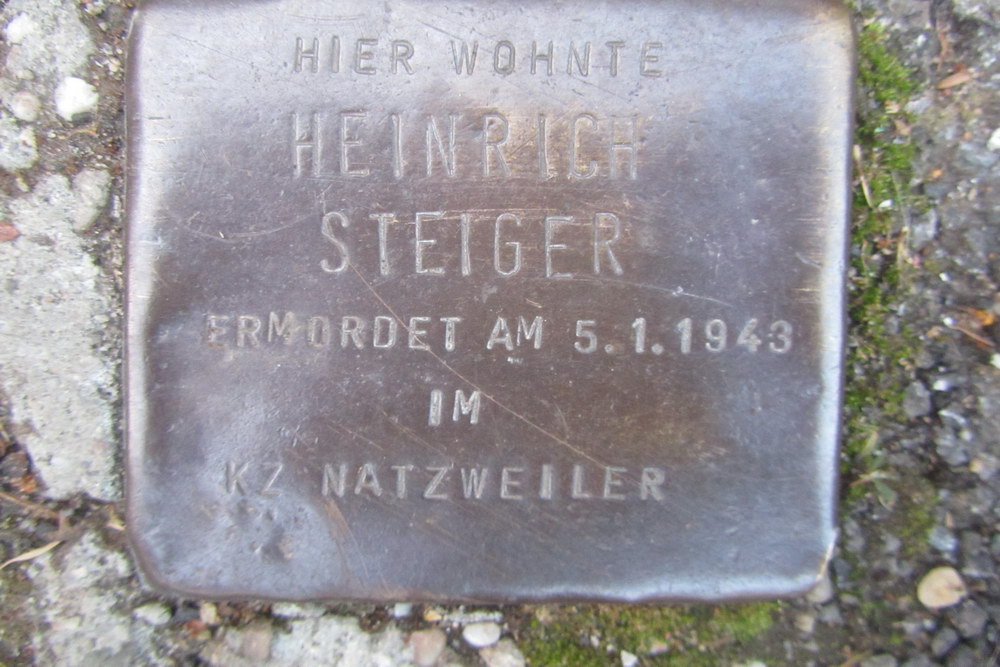 HIER WOHNTE
HEINRICH
STEIGER
ERMORDET AM 5.1.1943
IM
KZ NATZWEILER